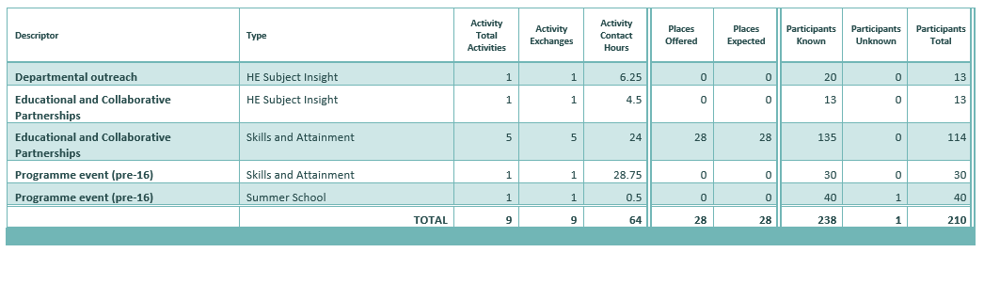 Descriptor Type Activity Total Activities Activity Exchanges Activity Contact Hours Places Offered Places Expected Participants Known Participants Unknown Participants Total
Departmental outreach HE Subject Insight 1 1 6.25 0 0 20 0 13
Educational and Collaborative Partnerships HE Subject Insight 1 1 4.5 0 0 13 0 13
Educational and Collaborative Partnerships Skills and Attainment 5 5 24 28 28 135 0 114
Programme event (pre-16) Skills and Attainment 1 1 28.75 0 0 30 0 30
Programme event (pre-16) Summer School 1 1 0.5 0 0 40 1 40
TOTAL 9 9 64 28 28 238 1 210